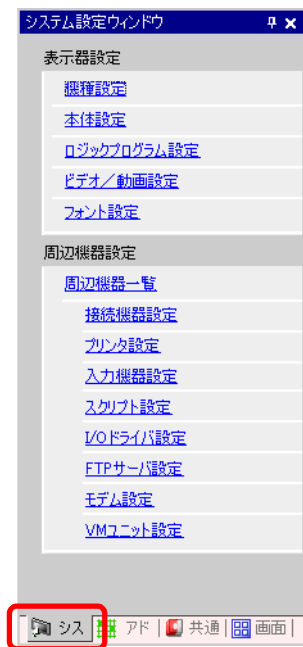 システム設定ウィンドウ
表示器設定
機種設定
本体設定
ロジックプログラム設定
ビデオ／動画設定
フォント設定
周辺機器設定
周辺機器一覧
接続機器設定
プリンタ設定
入力機器設定
スクリプト設定
I/Oドライバ設定
FTPサーバ設定
モデム設定
VMユニット設定
シス アド 共通 画面